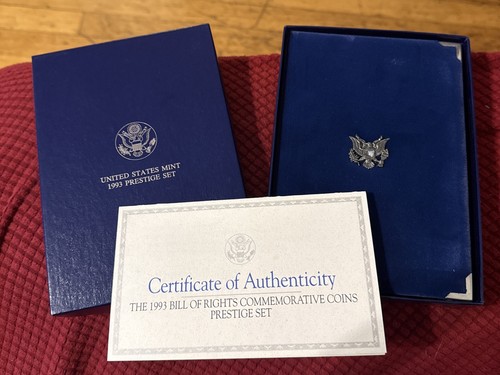 UNITED STATES MINT
1993 PRESTIGE SET
Certificate of Authenticity
THE 1993 BILL OF RIGHTS COMMEMORATIVE COINS
PRESTIGE SET